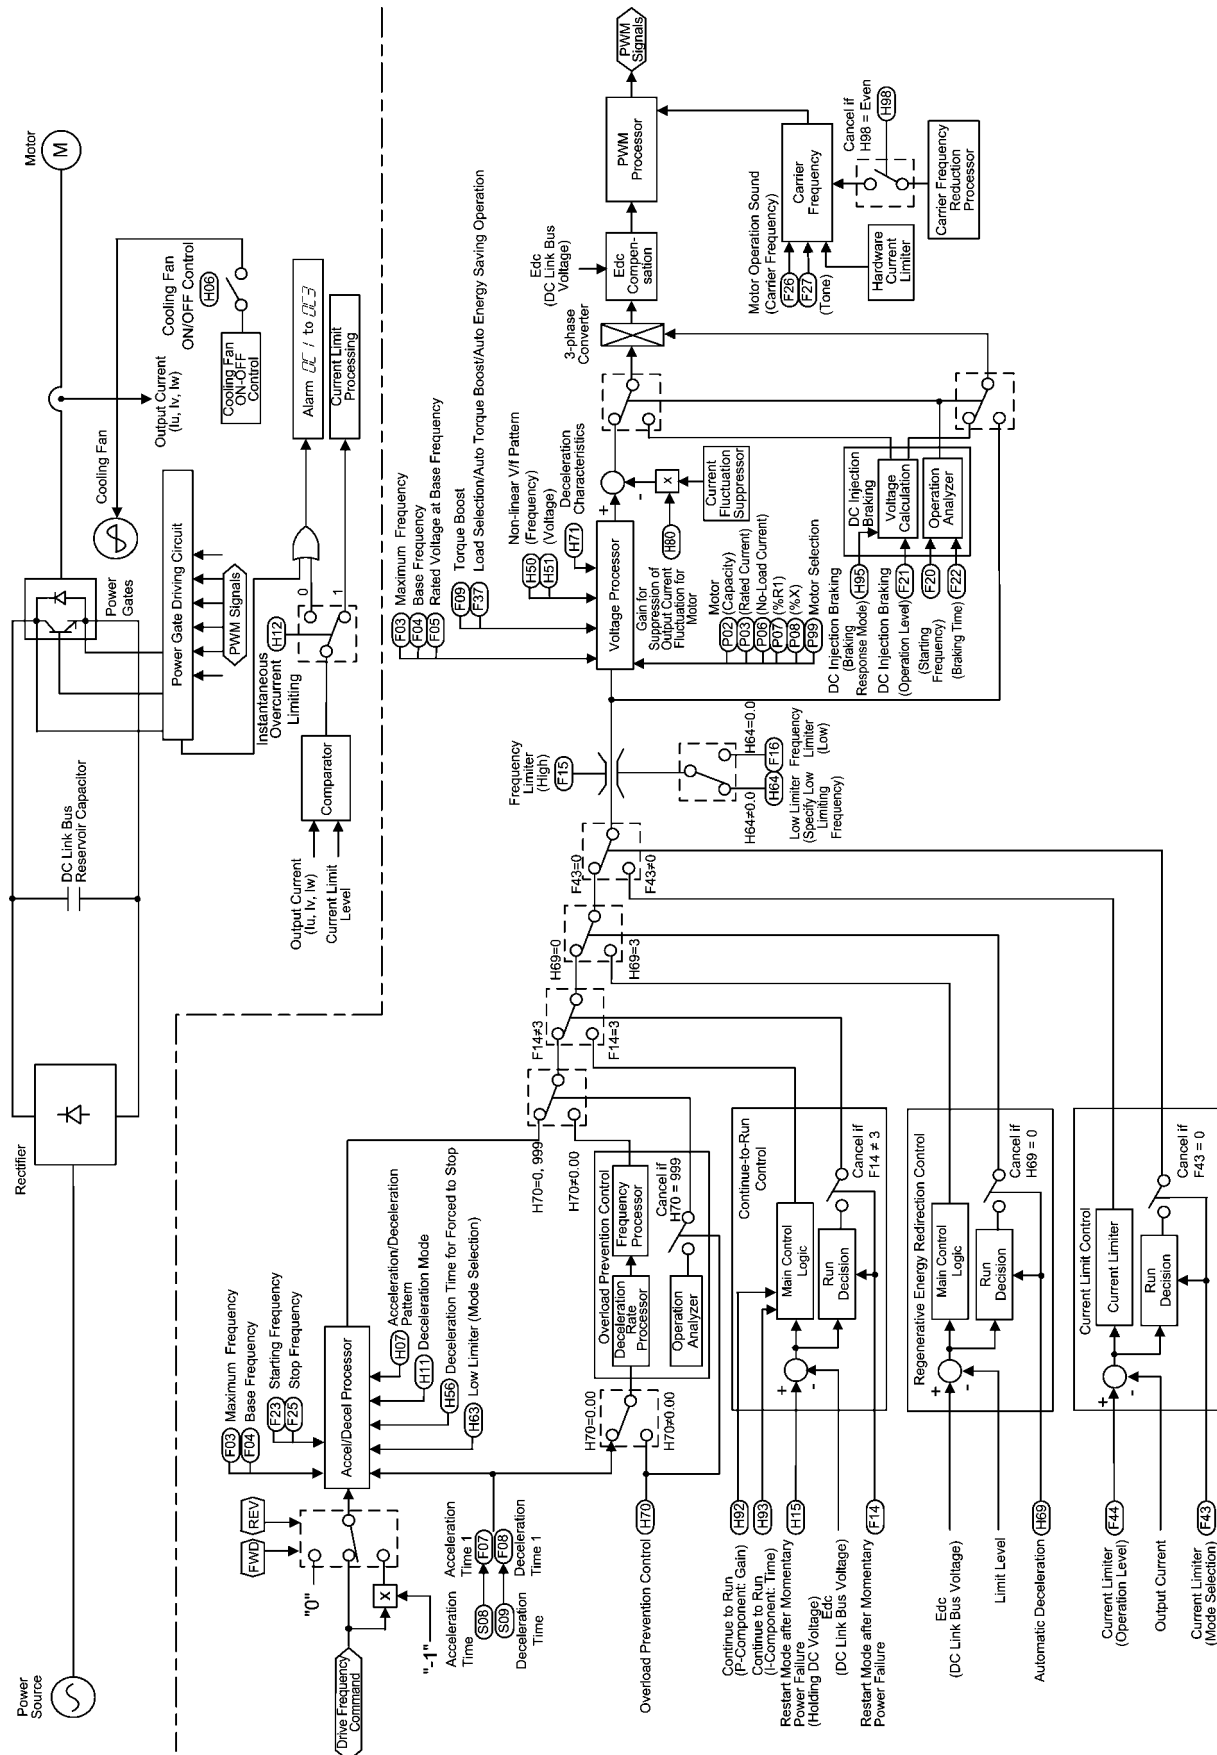 Power
Source
Rectifier
DC Link Bus
Reservoir Capacitor
Power
Gates
Cooling Fan
Motor
M
Output Current
(Iu, Iv, Iw)
Cooling Fan
ON/OFF Control
H06
Cooling Fan
ON-OFF
Control
Power Gate Driving Circuit
PWM Signals
Instantaneous
Overcurrent
Limiting
H12
0
1
Alarm OC1 to OC3
Current Limit
Processing
Comparator
Output Current
(Iu, Iv, Iw)
Current Limit
Level
Drive Frequency
Command
FWD
REV
"0"
"-1"
x
F03
Maximum Frequency
F04
Base Frequency
F23
Starting Frequency
F25
Stop Frequency
Accel/Decel Processor
H07
Acceleration/Deceleration
Pattern
H11
Deceleration Mode
H56
Deceleration Time for Forced to Stop
H63
Low Limiter (Mode Selection)
Acceleration
Time
S08
Acceleration
Time 1
F07
S09
F08
Deceleration
Time
Deceleration
Time 1
Overload Prevention Control
H70
H70=0.00
H70≠0.00
Overload Prevention Control
Deceleration
Rate
Processor
Frequency
Processor
Operation
Analyzer
Cancel if
H70 = 999
H70=0, 999
H70≠0.00
F14≠3
F14=3
H69=0
H69=3
F43=0
F43≠0
Continue to Run
(P-Component: Gain)
H92
Continue to Run
(I-Component: Time)
H93
Restart Mode after Momentary
Power Failure
(Holding DC Voltage)
H15
Edc
(DC Link Bus Voltage)
Restart Mode after Momentary
Power Failure
F14
Continue-to-Run
Control
Main Control
Logic
Run
Decision
Cancel if
F14 ≠ 3
+
-
Edc
(DC Link Bus Voltage)
Limit Level
Automatic Deceleration
H69
Regenerative Energy Redirection Control
Main Control
Logic
Run
Decision
Cancel if
H69 = 0
+
-
Current Limiter
(Operation Level)
F44
Output Current
Current Limiter
(Mode Selection)
F43
Current Limit Control
Current Limiter
Run
Decision
Cancel if
F43 = 0
+
-
Frequency
Limiter
(High)
F15
H64≠0.0
H64=0.0
H64
F16
Low Limiter
(Specify Low
Limiting
Frequency)
Frequency
Limiter
(Low)
F03
Maximum Frequency
F04
Base Frequency
F05
Rated Voltage at Base Frequency
F09
Torque Boost
F37
Load Selection/Auto Torque Boost/Auto Energy Saving Operation
Non-linear V/f Pattern
H50
(Frequency)
H51
(Voltage)
H71
Deceleration
Characteristics
Voltage Processor
+
-
Gain for
Suppression of
Output Current
Fluctuation for
Motor
H80
x
Current
Fluctuation
Suppressor
Motor
P02
(Capacity)
P03
(Rated Current)
P06
(No-Load Current)
P07
(%R1)
P08
(%X)
P99
Motor Selection
DC Injection Braking
(Braking
Response Mode)
H95
DC Injection Braking
(Operation Level)
F21
(Starting
Frequency)
F20
(Braking Time)
F22
DC Injection
Braking
Voltage
Calculation
Operation
Analyzer
3-phase
Converter
Edc
(DC Link Bus
Voltage)
Edc
Compen-
sation
PWM
Processor
PWM
Signals
Motor Operation Sound
(Carrier Frequency)
F26
F27
(Tone)
Carrier
Frequency
Hardware
Current
Limiter
Cancel if
H98 = Even
H98
Carrier Frequency
Reduction
Processor